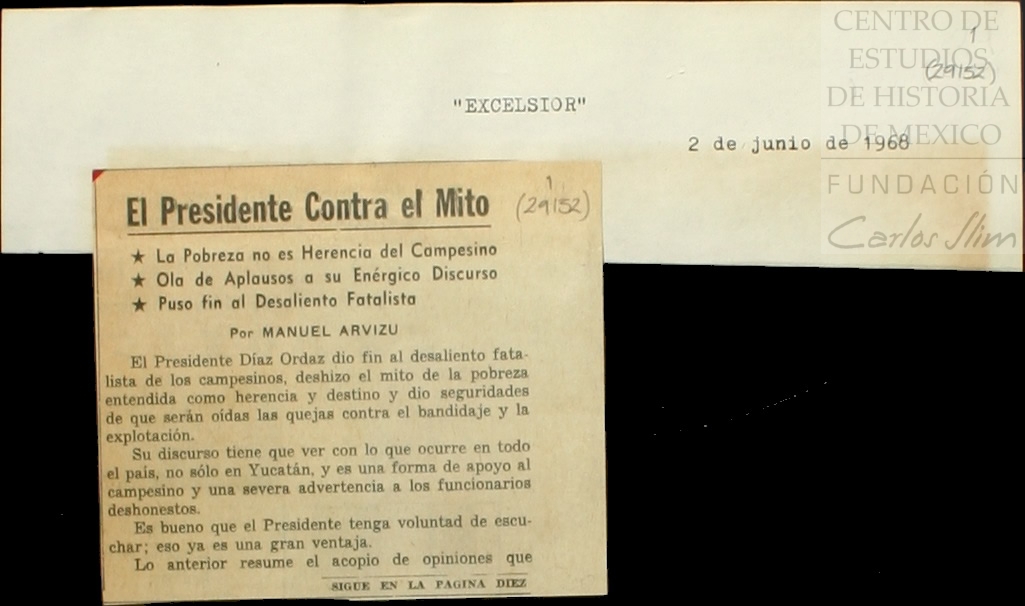 CENTRO DE
ESTUDIOS
DE HISTORIA
DE MEXICO
FUNDACIÓN
Carlos Slim
1
(29152)
"EXCELSIOR"
2 de junio de 1968
El Presidente Contra el Mito
1
(29152)
★ La Pobreza no es Herencia del Campesino
★ Ola de Aplausos a su Enérgico Discurso
★ Puso fin al Desaliento Fatalista
Por MANUEL ARVIZU
El Presidente Díaz Ordaz dio fin al desaliento fata-
lista de los campesinos, deshizo el mito de la pobreza
entendida como herencia y destino y dio seguridades
de que serán oídas las quejas contra el bandidaje y la
explotación.
Su discurso tiene que ver con lo que ocurre en todo
el país, no sólo en Yucatán, y es una forma de apoyo al
campesino y una severa advertencia a los funcionarios
deshonestos.
Es bueno que el Presidente tenga voluntad de escu-
char; eso ya es una gran ventaja.
Lo anterior resume el acopio de opiniones que
SIGUE EN LA PAGINA DIEZ